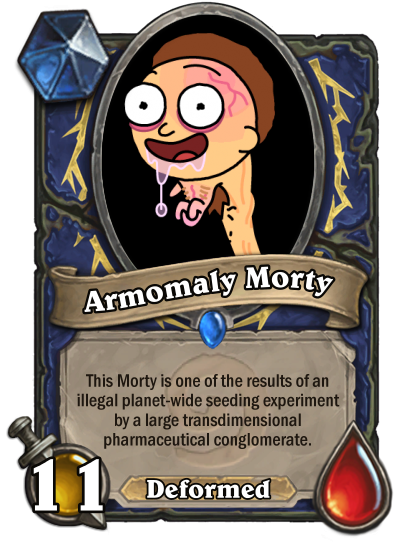 Armomaly Morty
This Morty is one of the results of an
illegal planet-wide seeding experiment
by a large transdimensional
pharmaceutical conglomerate.
11
Deformed